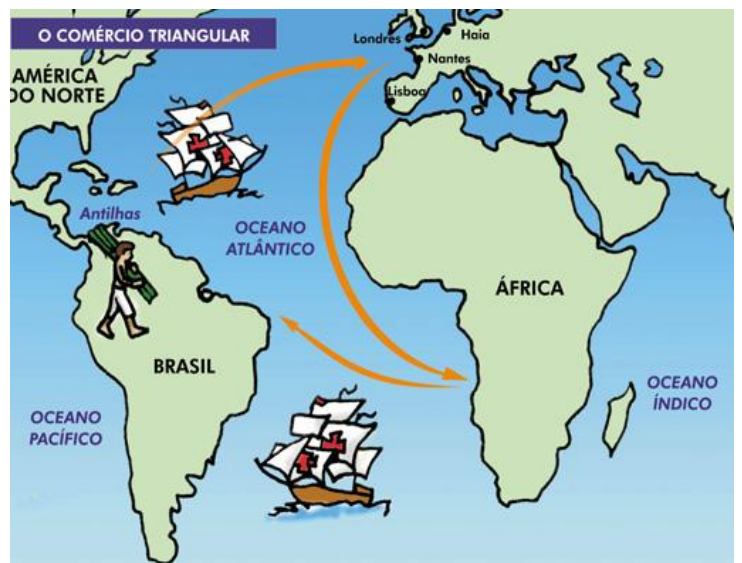 O COMÉRCIO TRIANGULAR
AMÉRICA
DO NORTE
Londres
Haia
Nantes
Lisboa
Antilhas
OCEANO
ATLÂNTICO
ÁFRICA
BRASIL
OCEANO
PACÍFICO
OCEANO
ÍNDICO